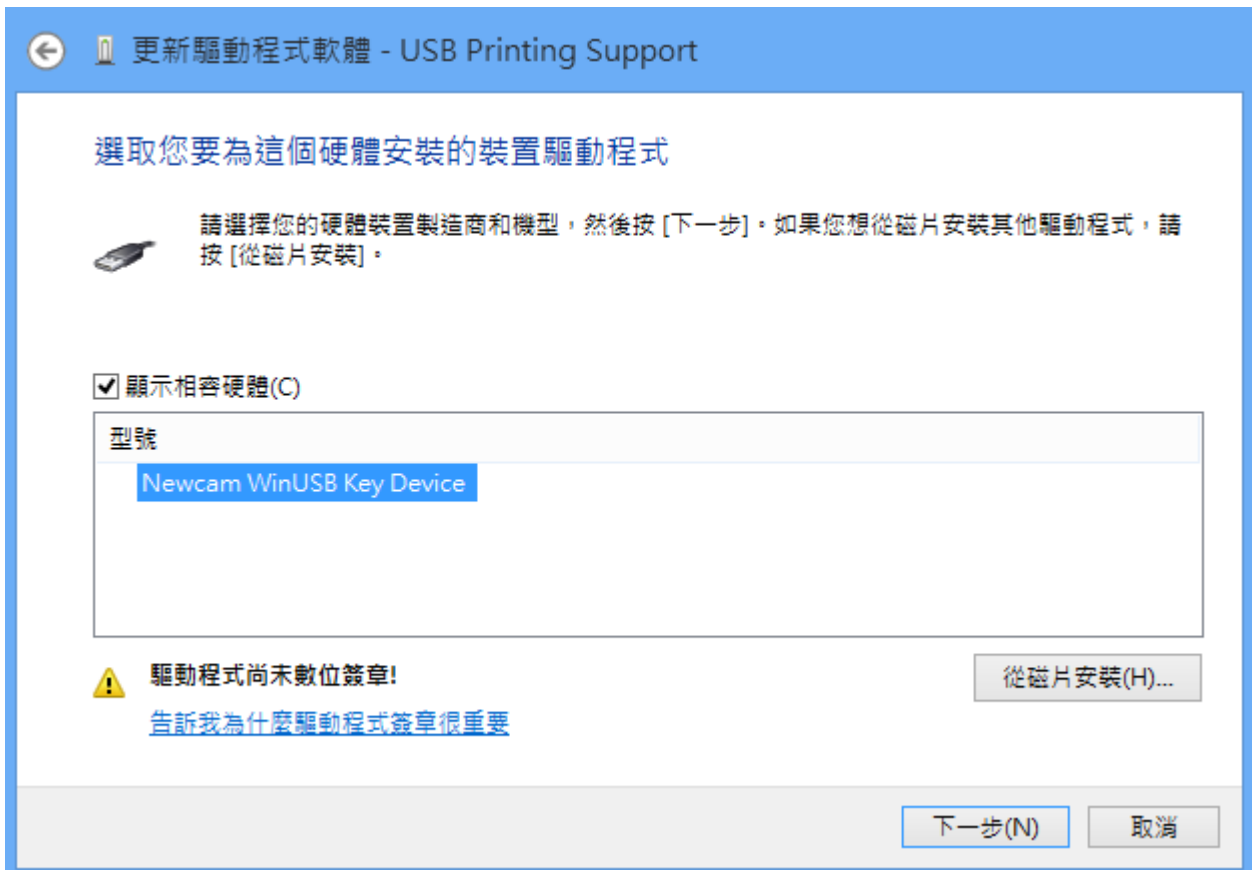 更新驅動程式軟體 - USB Printing Support
選取您要為這個硬體安裝的裝置驅動程式
請選擇您的硬體裝置製造商和機型，然後按 [下一步]。如果您想從磁片安裝其他驅動程式，請
按 [從磁片安裝]。
顯示相容硬體(C)
型號
Newcam WinUSB Key Device
驅動程式尚未數位簽章!
從磁片安裝(H)...
告訴我為什麼驅動程式簽章很重要
下一步(N)
取消